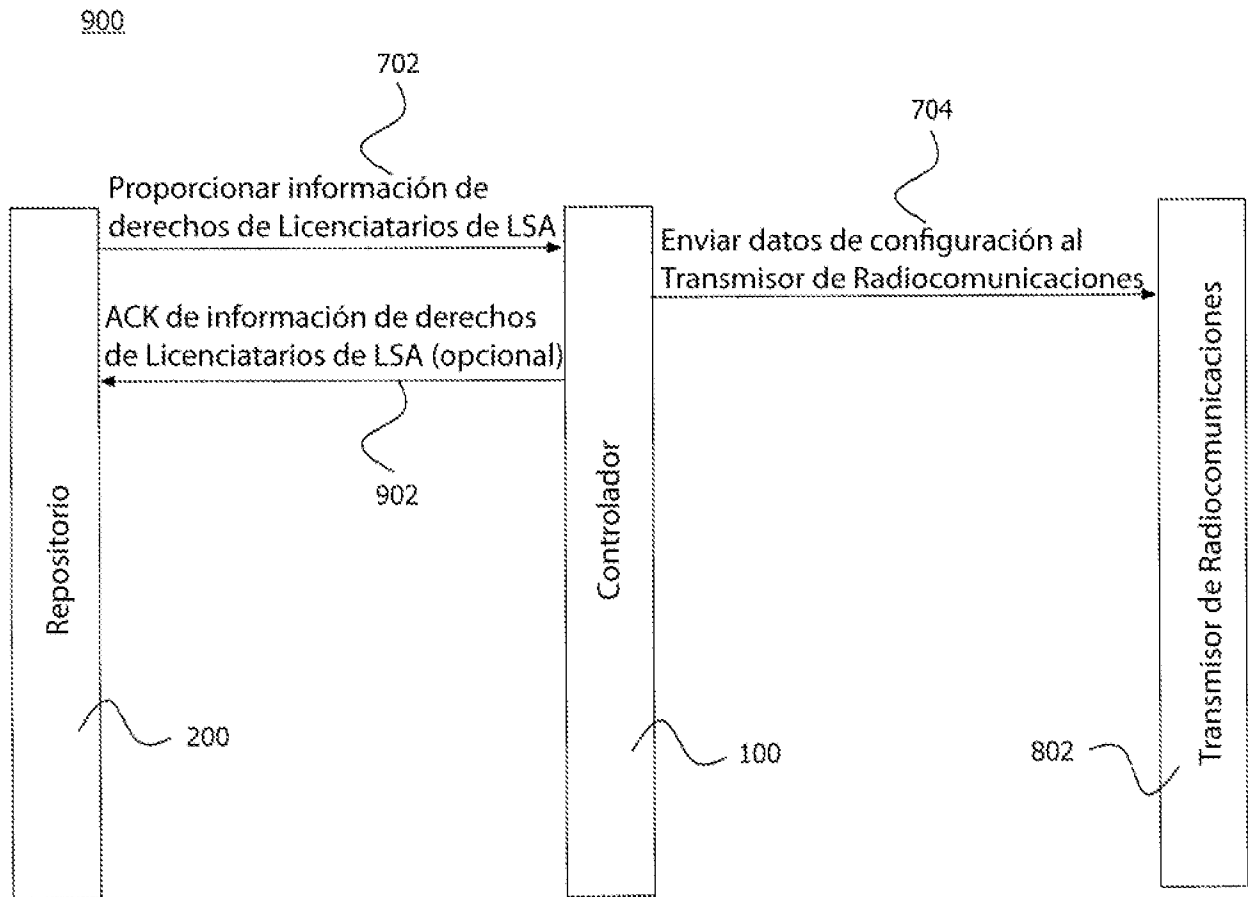 900
702
704
Proporcionar información de
derechos de Licenciatarios de LSA
Enviar datos de configuración al
Transmisor de Radiocomunicaciones
ACK de información de derechos
de Licenciatarios de LSA (opcional)
902
Repositorio
Controlador
Transmisor de Radiocomunicaciones
200
100
802